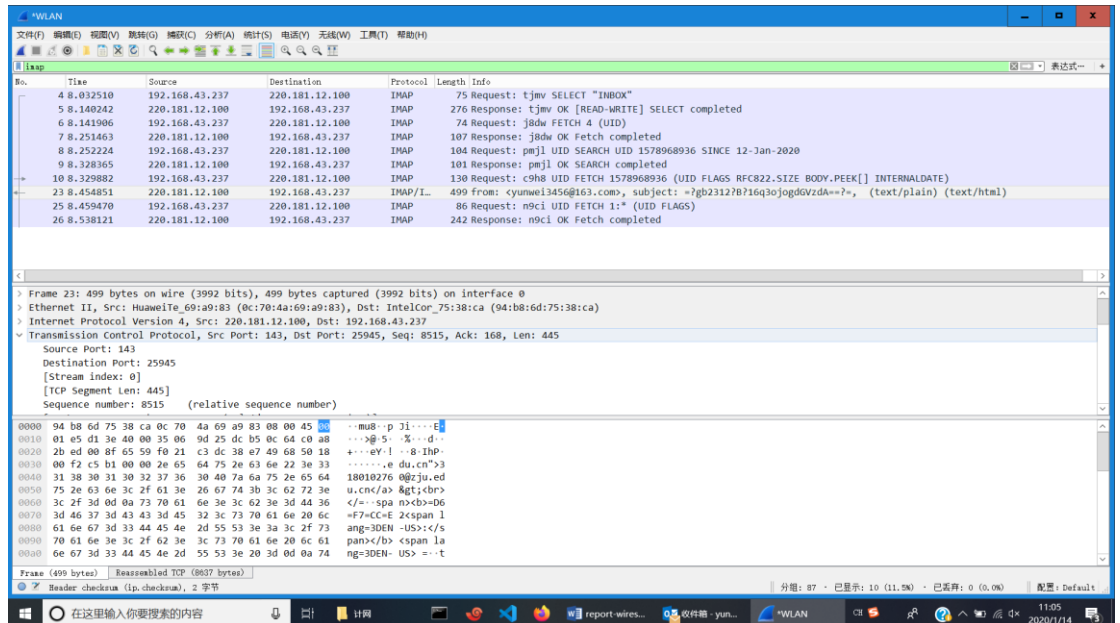 *WLAN
文件(F) 编辑(E) 视图(V) 跳转(G) 捕获(C) 分析(A) 统计(S) 电话(Y) 无线(W) 工具(T) 帮助(H)
imap 表达式… +
No. Time Source Destination Protocol Length Info
4 8.032510 192.168.43.237 220.181.12.100 IMAP 75 Request: tjmv SELECT "INBOX"
5 8.140242 220.181.12.100 192.168.43.237 IMAP 276 Response: tjmv OK [READ-WRITE] SELECT completed
6 8.141906 192.168.43.237 220.181.12.100 IMAP 74 Request: j8dw FETCH 4 (UID)
7 8.251463 220.181.12.100 192.168.43.237 IMAP 107 Response: j8dw OK Fetch completed
8 8.252224 192.168.43.237 220.181.12.100 IMAP 104 Request: pmjl UID SEARCH UID 1578968936 SINCE 12-Jan-2020
9 8.328365 220.181.12.100 192.168.43.237 IMAP 101 Response: pmjl OK SEARCH completed
10 8.329882 192.168.43.237 220.181.12.100 IMAP 130 Request: c9h8 UID FETCH 1578968936 (UID FLAGS RFC822.SIZE BODY.PEEK[] INTERNALDATE)
23 8.454851 220.181.12.100 192.168.43.237 IMAP/I… 499 from: <yunwei3456@163.com>, subject: =?gb2312?B?16q3ojogdGVzdA==?=, (text/plain) (text/html)
25 8.459470 192.168.43.237 220.181.12.100 IMAP 86 Request: n9ci UID FETCH 1:* (UID FLAGS)
26 8.538121 220.181.12.100 192.168.43.237 IMAP 242 Response: n9ci OK Fetch completed
> Frame 23: 499 bytes on wire (3992 bits), 499 bytes captured (3992 bits) on interface 0
> Ethernet II, Src: HuaweiTe_69:a9:83 (0c:70:4a:69:a9:83), Dst: IntelCor_75:38:ca (94:b8:6d:75:38:ca)
> Internet Protocol Version 4, Src: 220.181.12.100, Dst: 192.168.43.237
Transmission Control Protocol, Src Port: 143, Dst Port: 25945, Seq: 8515, Ack: 168, Len: 445
Source Port: 143
Destination Port: 25945
[Stream index: 0]
[TCP Segment Len: 445]
Sequence number: 8515 (relative sequence number)
0000 94 b8 6d 75 38 ca 0c 70 4a 69 a9 83 08 00 45 00 ··mu8··p Ji····E·
0010 01 e5 d1 3e 40 00 35 06 9d 25 dc b5 0c 64 c0 a8 ···>@·5· ·%···d··
0020 2b ed 00 8f 65 59 f0 21 c3 dc 38 e7 49 68 50 18 +···eY·! ··8·IhP·
0030 00 f2 c5 b1 00 00 2e 65 64 75 2e 63 6e 22 3e 33 ······.e du.cn">3
0040 31 38 30 31 30 32 37 36 30 40 7a 6a 75 2e 65 64 18010276 0@zju.ed
0050 75 2e 63 6e 3c 2f 61 3e 26 67 74 3b 3c 62 72 3e u.cn</a> &gt;<br>
0060 3c 2f 3d 0d 0a 73 70 61 6e 3e 3c 62 3e 3d 44 36 </=··spa n><b>=D6
0070 3d 46 37 3d 43 43 3d 45 32 3c 73 70 61 6e 20 6c =F7=CC=E 2<span l
0080 61 6e 67 3d 33 44 45 4e 2d 55 53 3e 3a 3c 2f 73 ang=3DEN -US>:</s
0090 70 61 6e 3e 3c 2f 62 3e 3c 73 70 61 6e 20 6c 61 pan></b> <span la
00a0 6e 67 3d 33 44 45 4e 2d 55 53 3e 20 3d 0d 0a 74 ng=3DEN- US> =··t
Frame (499 bytes) Reassembled TCP (8637 bytes)
Header checksum (ip.checksum), 2 字节 分组: 87 · 已显示: 10 (11.5%) · 已丢弃: 0 (0.0%) 配置: Default
在这里输入你要搜索的内容 计网 report-wires... 收件箱 - yun... *WLAN CH 11:05
2020/1/14